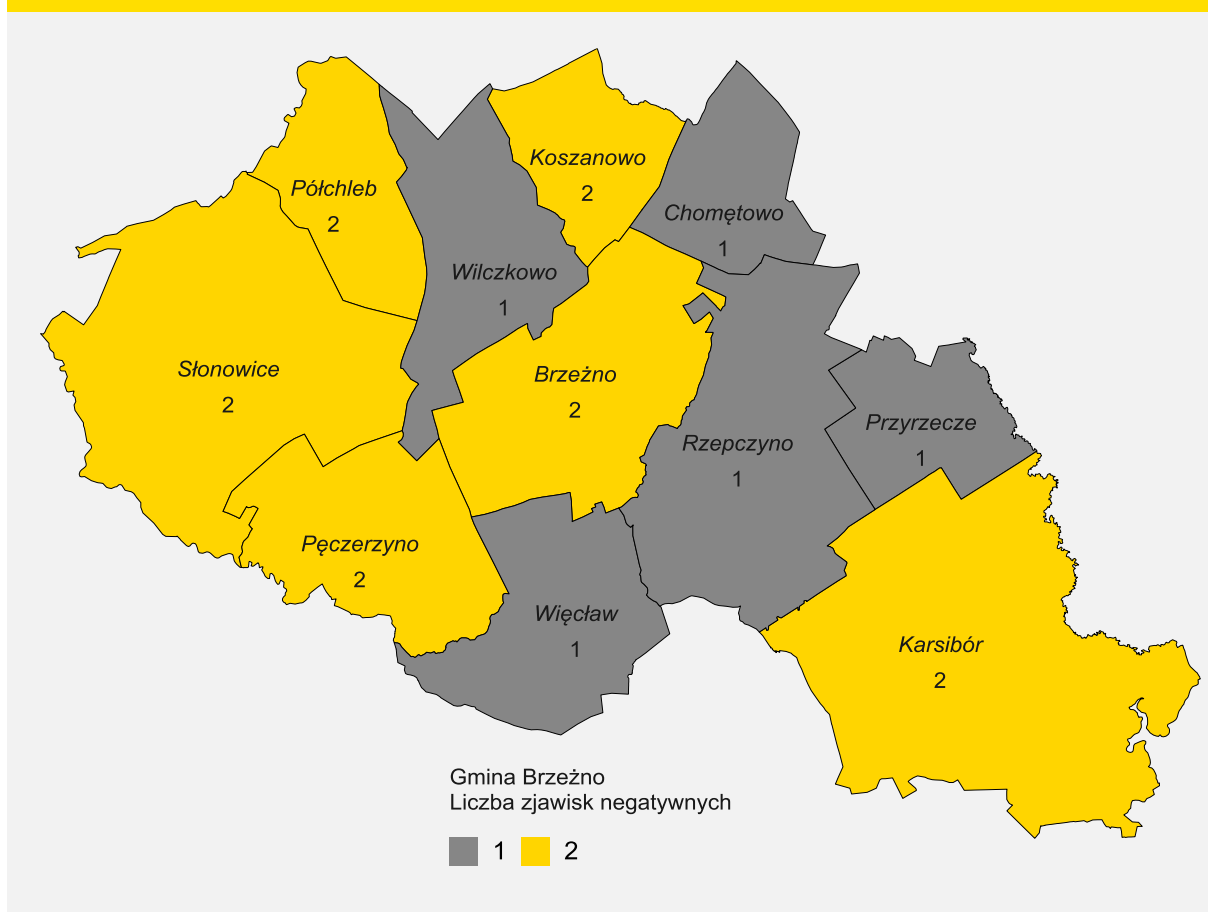 Koszanowo
2
Półchleb
2
Chomętowo
1
Wilczkowo
1
Słonowice
2
Brzeżno
2
Przyrzecze
1
Rzepczyno
1
Pęczerzyno
2
Więcław
1
Karsibór
2
Gmina Brzeżno
Liczba zjawisk negatywnych
1 2